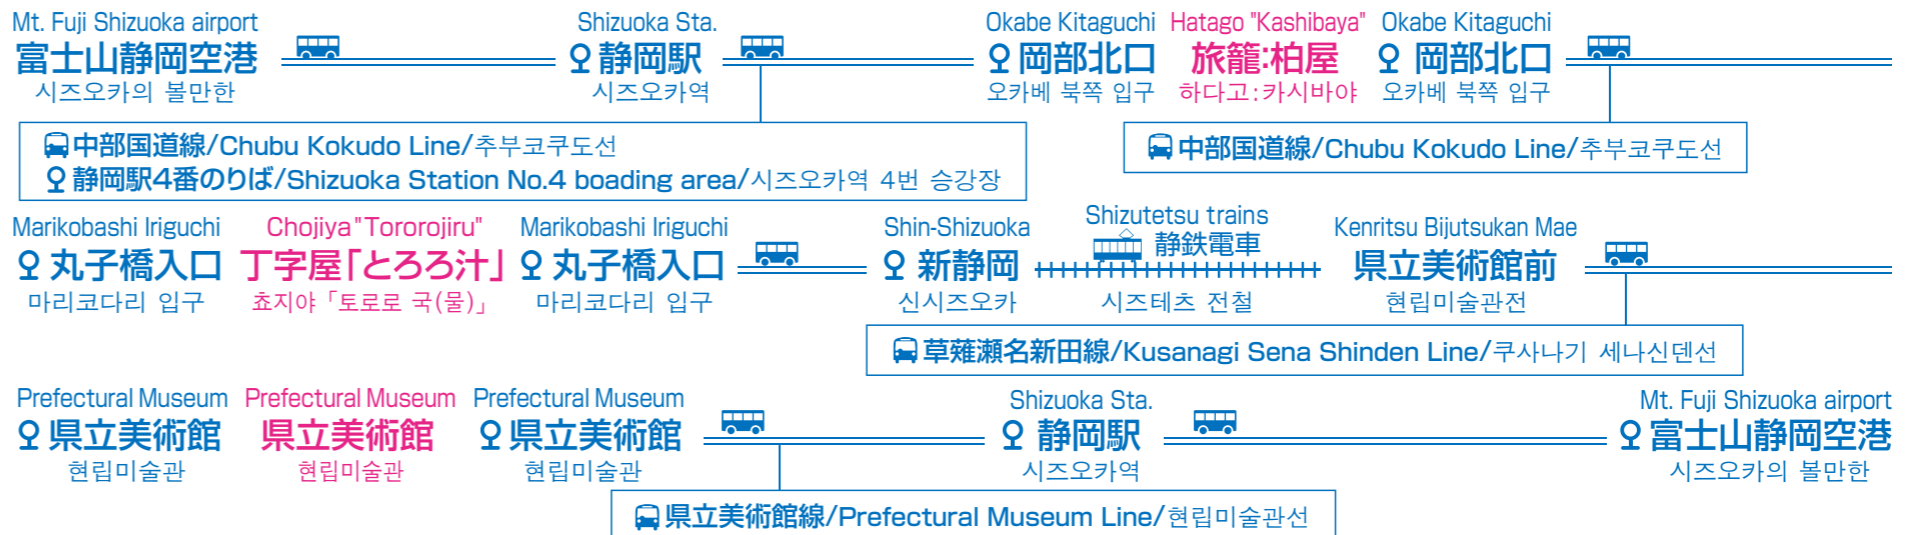 Mt. Fuji Shizuoka airport Shizuoka Sta. Okabe Kitaguchi Hatago "Kashibaya" Okabe Kitaguchi
富士山静岡空港 静岡駅 岡部北口 旅籠:柏屋 岡部北口
시즈오카의 볼만한 시즈오카역 오카베 북쪽 입구 하다고:카시바야 오카베 북쪽 입구
中部国道線/Chubu Kokudo Line/추부코쿠도선
静岡駅4番のりば/Shizuoka Station No.4 boading area/시즈오카역 4번 승강장
中部国道線/Chubu Kokudo Line/추부코쿠도선
Marikobashi Iriguchi Chojiya "Tororojiru" Marikobashi Iriguchi Shin-Shizuoka Shizutetsu trains Kenritsu Bijutsukan Mae
丸子橋入口 丁字屋「とろろ汁」 丸子橋入口 新静岡 静鉄電車 県立美術館前
마리코다리 입구 쵸지야「토로로 국(물)」 마리코다리 입구 신시즈오카 시즈테츠 전철 현립미술관전
草薙瀬名新田線/Kusanagi Sena Shinden Line/쿠사나기 세나신덴선
Prefectural Museum Prefectural Museum Prefectural Museum Shizuoka Sta. Mt. Fuji Shizuoka airport
県立美術館 県立美術館 県立美術館 静岡駅 富士山静岡空港
현립미술관 현립미술관 현립미술관 시즈오카역 시즈오카의 볼만한
県立美術館線/Prefectural Museum Line/현립미술관선